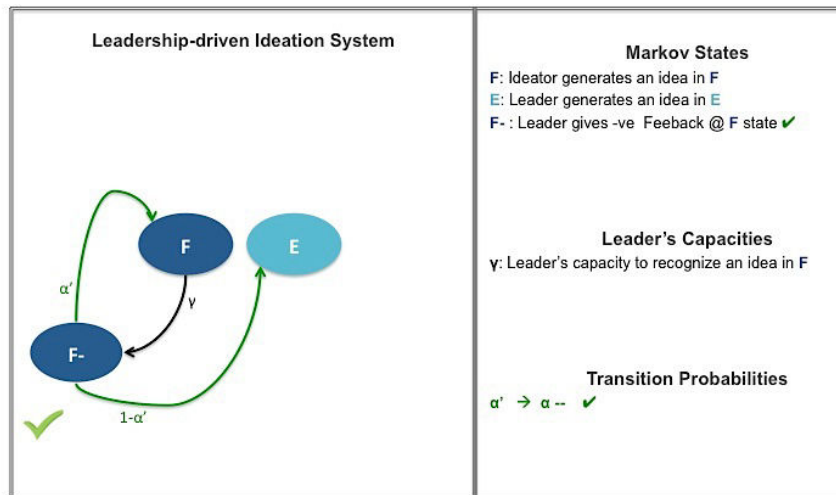 Leadership-driven Ideation System
F
E
α'
γ
F-
1-α'
Markov States
F: Ideator generates an idea in F
E: Leader generates an idea in E
F- : Leader gives -ve Feeback @ F state ✔
Leader's Capacities
γ: Leader's capacity to recognize an idea in F
Transition Probabilities
α' → α -- ✔